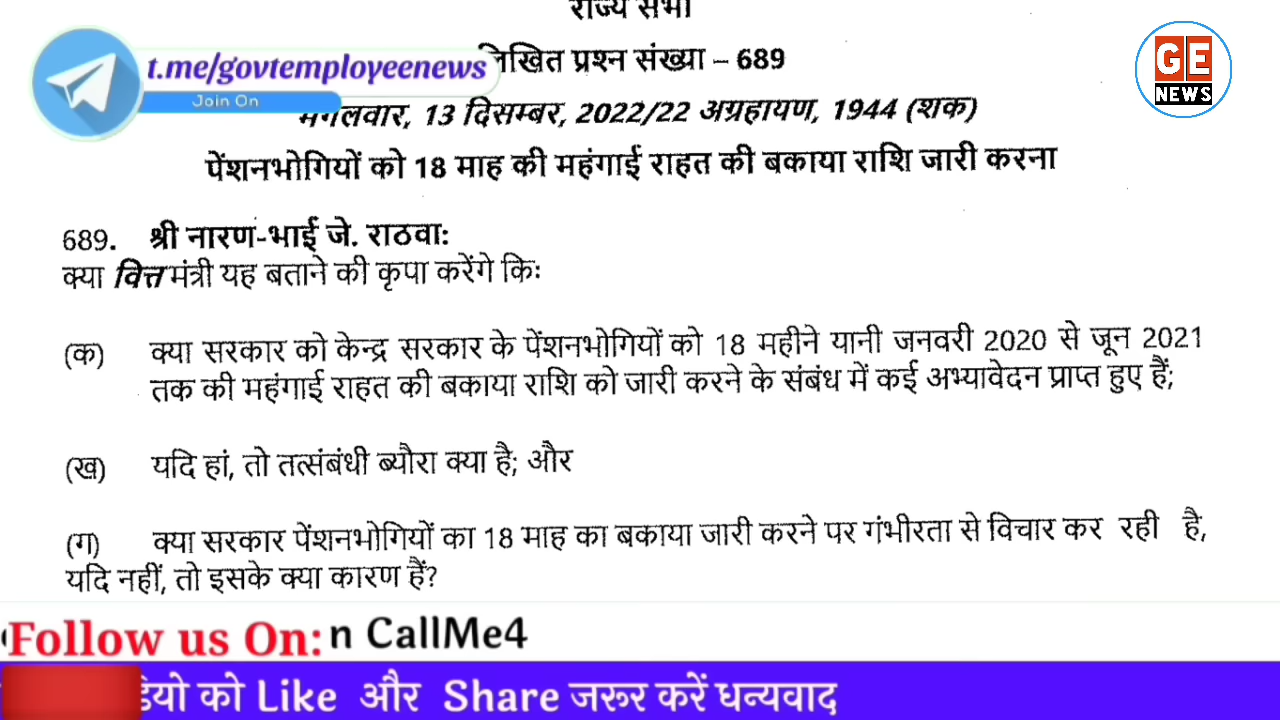 राज्य सभा
लिखित प्रश्न संख्या – 689
t.me/govtemployeenews
Join On
GE
NEWS
मंगलवार, 13 दिसम्बर, 2022/22 अग्रहायण, 1944 (शक)
पेंशनभोगियों को 18 माह की महंगाई राहत की बकाया राशि जारी करना
689. श्री नारण-भाई जे. राठवाः
क्या वित्त मंत्री यह बताने की कृपा करेंगे किः
(क) क्या सरकार को केन्द्र सरकार के पेंशनभोगियों को 18 महीने यानी जनवरी 2020 से जून 2021
तक की महंगाई राहत की बकाया राशि को जारी करने के संबंध में कई अभ्यावेदन प्राप्त हुए हैं;
(ख) यदि हां, तो तत्संबंधी ब्यौरा क्या है; और
(ग) क्या सरकार पेंशनभोगियों का 18 माह का बकाया जारी करने पर गंभीरता से विचार कर रही है,
यदि नहीं, तो इसके क्या कारण हैं?
Follow us On: n CallMe4
डियो को Like और Share जरूर करें धन्यवाद